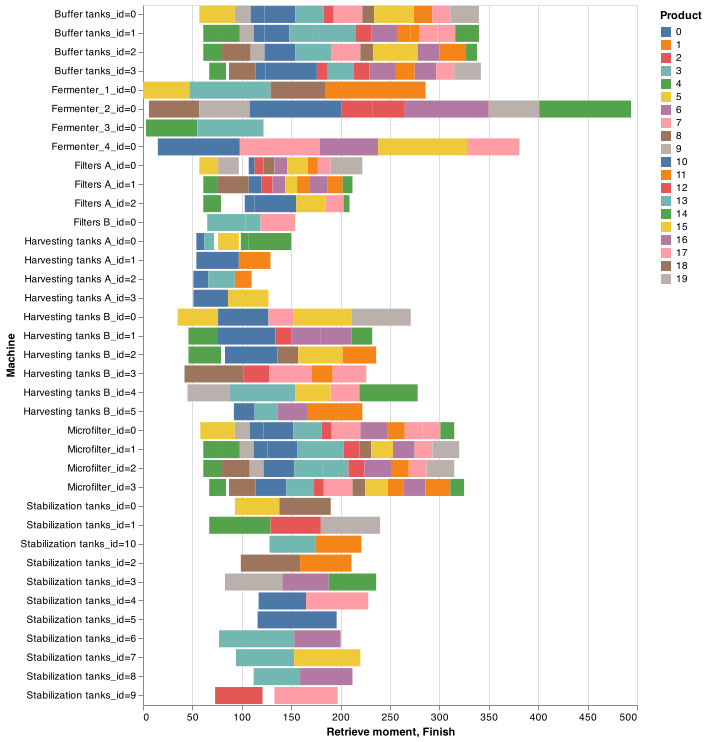 Buffer tanks_id=0
Buffer tanks_id=1
Buffer tanks_id=2
Buffer tanks_id=3
Fermenter_1_id=0
Fermenter_2_id=0
Fermenter_3_id=0
Fermenter_4_id=0
Filters A_id=0
Filters A_id=1
Filters A_id=2
Filters B_id=0
Harvesting tanks A_id=0
Harvesting tanks A_id=1
Harvesting tanks A_id=2
Harvesting tanks A_id=3
Harvesting tanks B_id=0
Harvesting tanks B_id=1
Harvesting tanks B_id=2
Harvesting tanks B_id=3
Harvesting tanks B_id=4
Harvesting tanks B_id=5
Microfilter_id=0
Microfilter_id=1
Microfilter_id=2
Microfilter_id=3
Stabilization tanks_id=0
Stabilization tanks_id=1
Stabilization tanks_id=10
Stabilization tanks_id=2
Stabilization tanks_id=3
Stabilization tanks_id=4
Stabilization tanks_id=5
Stabilization tanks_id=6
Stabilization tanks_id=7
Stabilization tanks_id=8
Stabilization tanks_id=9
Machine
0 50 100 150 200 250 300 350 400 450 500
Retrieve moment, Finish
Product
0
1
2
3
4
5
6
7
8
9
10
11
12
13
14
15
16
17
18
19